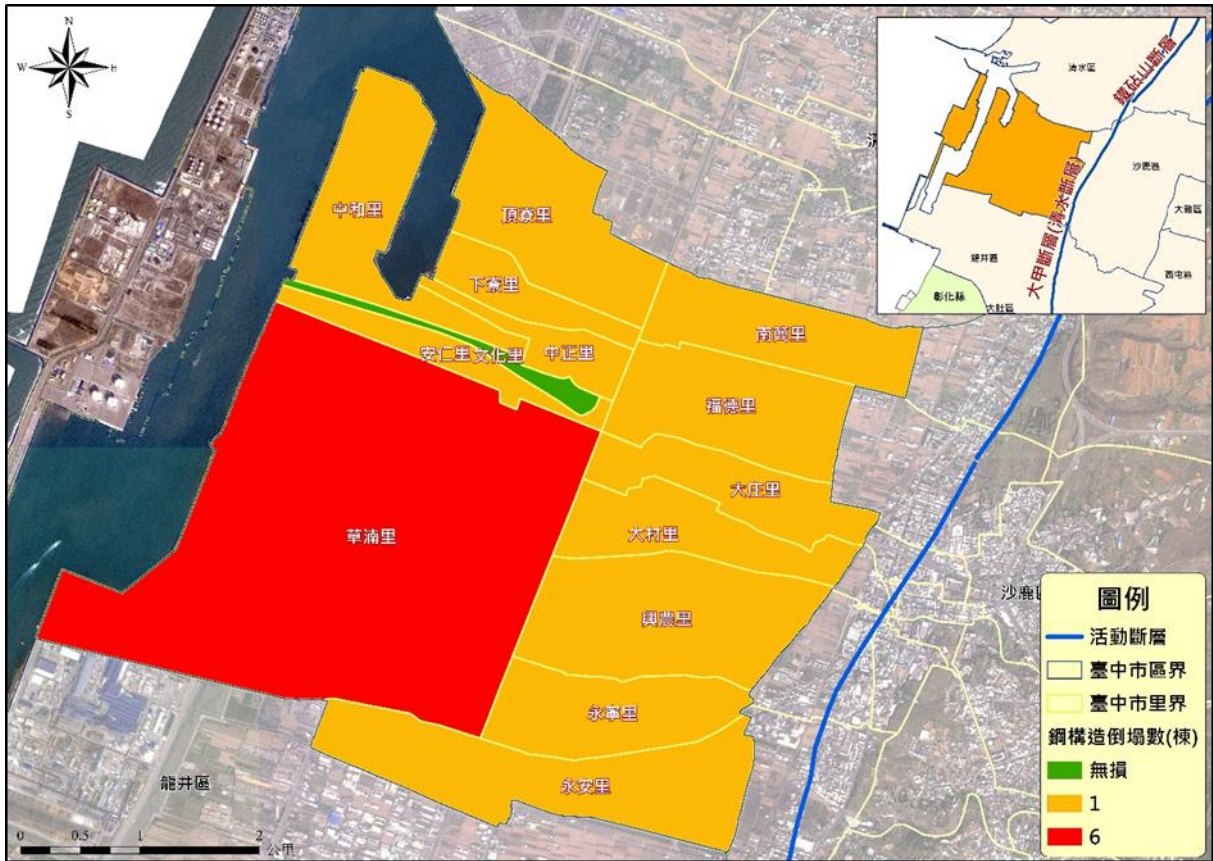 N
W
E
S
中和里
頂寮里
下寮里
安仁里
文化里
中正里
南簡里
福德里
大庄里
大村里
草湳里
興農里
永寧里
永安里
龍井區
沙鹿區
清水區
鐵砧山斷層
沙鹿區
大甲斷層(清水斷層)
大雅區
西屯區
龍井區
彰化縣
大肚區
圖例
活動斷層
臺中市區界
臺中市里界
鋼構造倒塌數(棟)
無損
1
6
0 0.5 1 2
公里